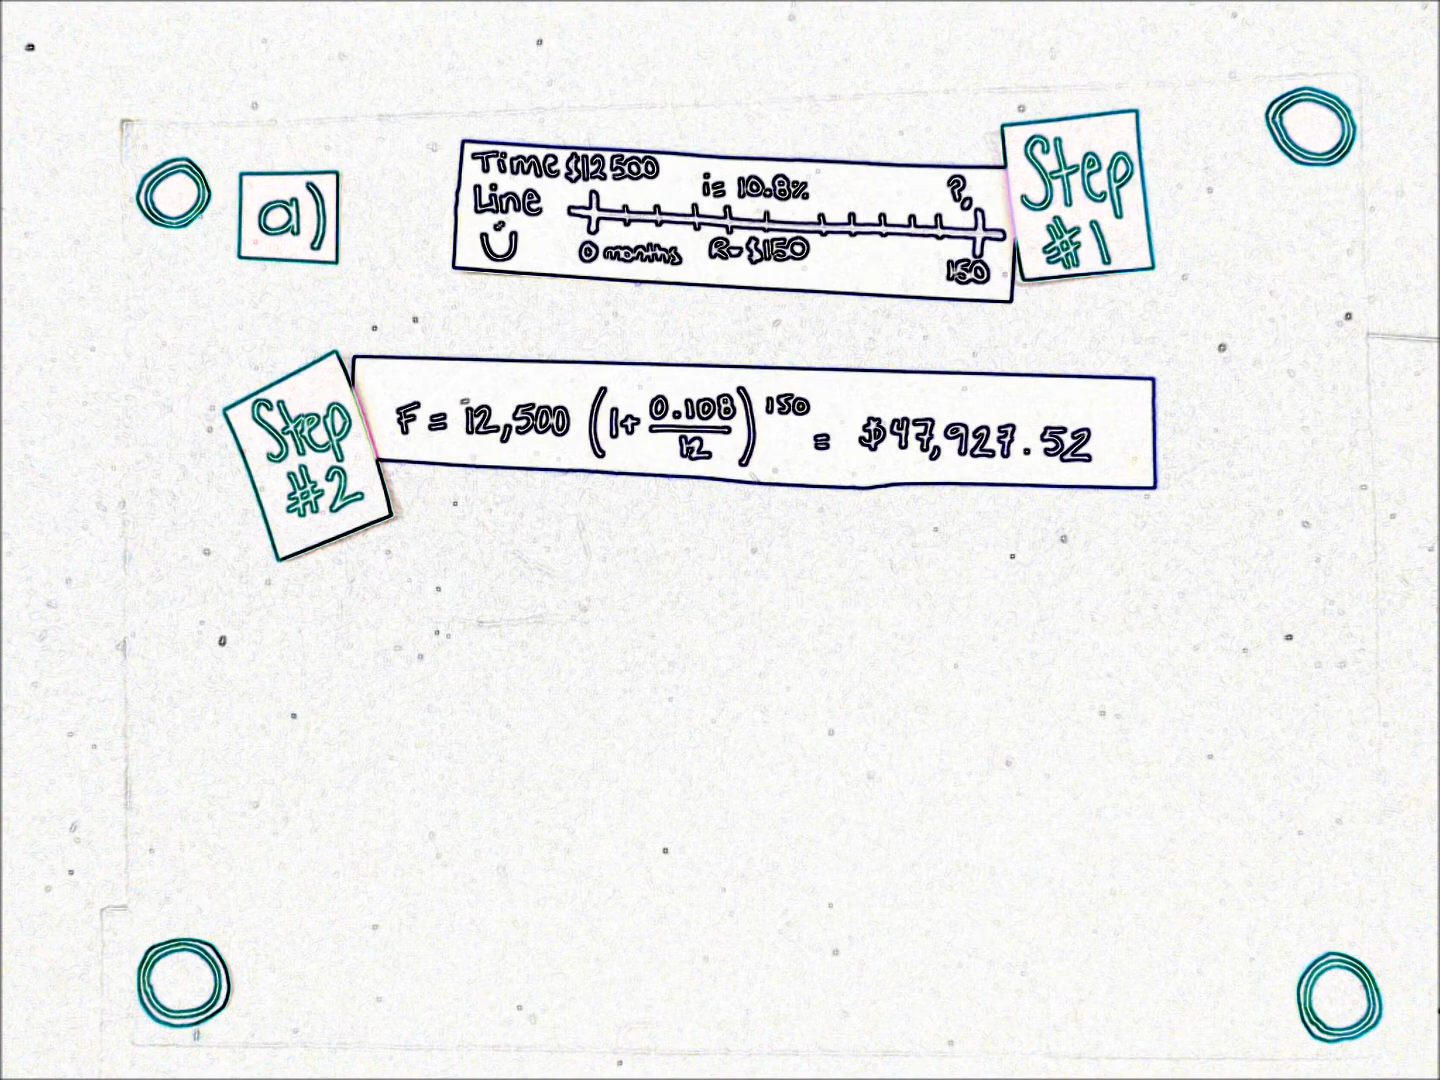 a)
Time $12500
Line
i= 10.8%
?
0 months R= $150
150
Step
#1
Step
#2
F = 12,500 (1+ 0.108/12)^150 = $47,927.52